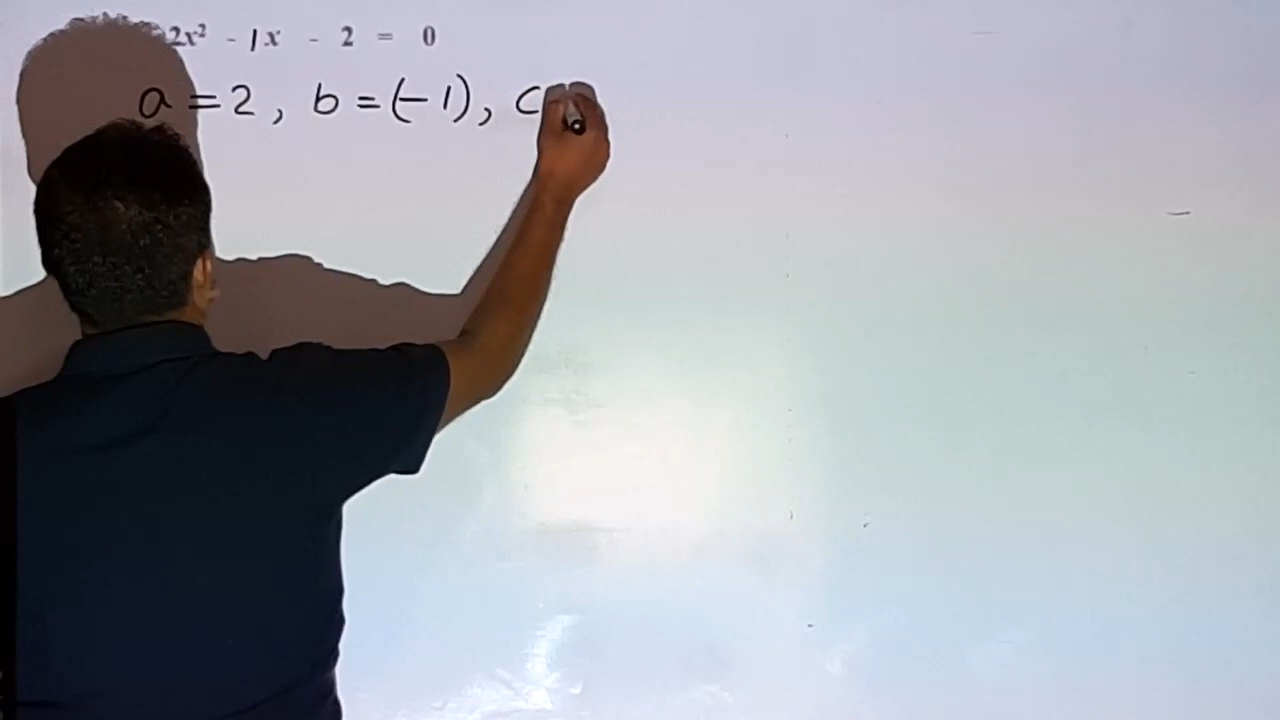 2x² - 1x - 2 = 0
a = 2, b = (-1), c